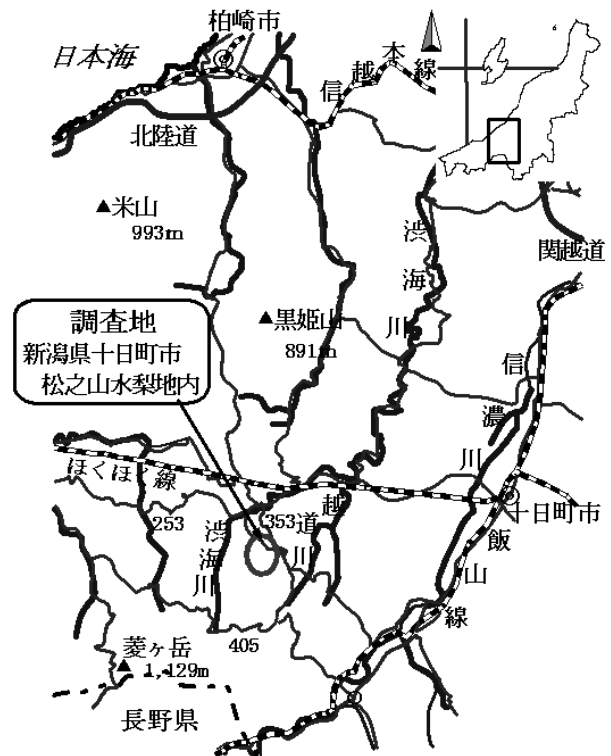 柏崎市
日本海
信越本線
北陸道
米山
993m
渋海川
関越道
黒姫山
891m
調査地
新潟県十日町市
松之山水梨地内
信濃川
ほくほく線
十日町市
253
渋海川
353
越道川
飯山線
405
菱ヶ岳
1,129m
長野県